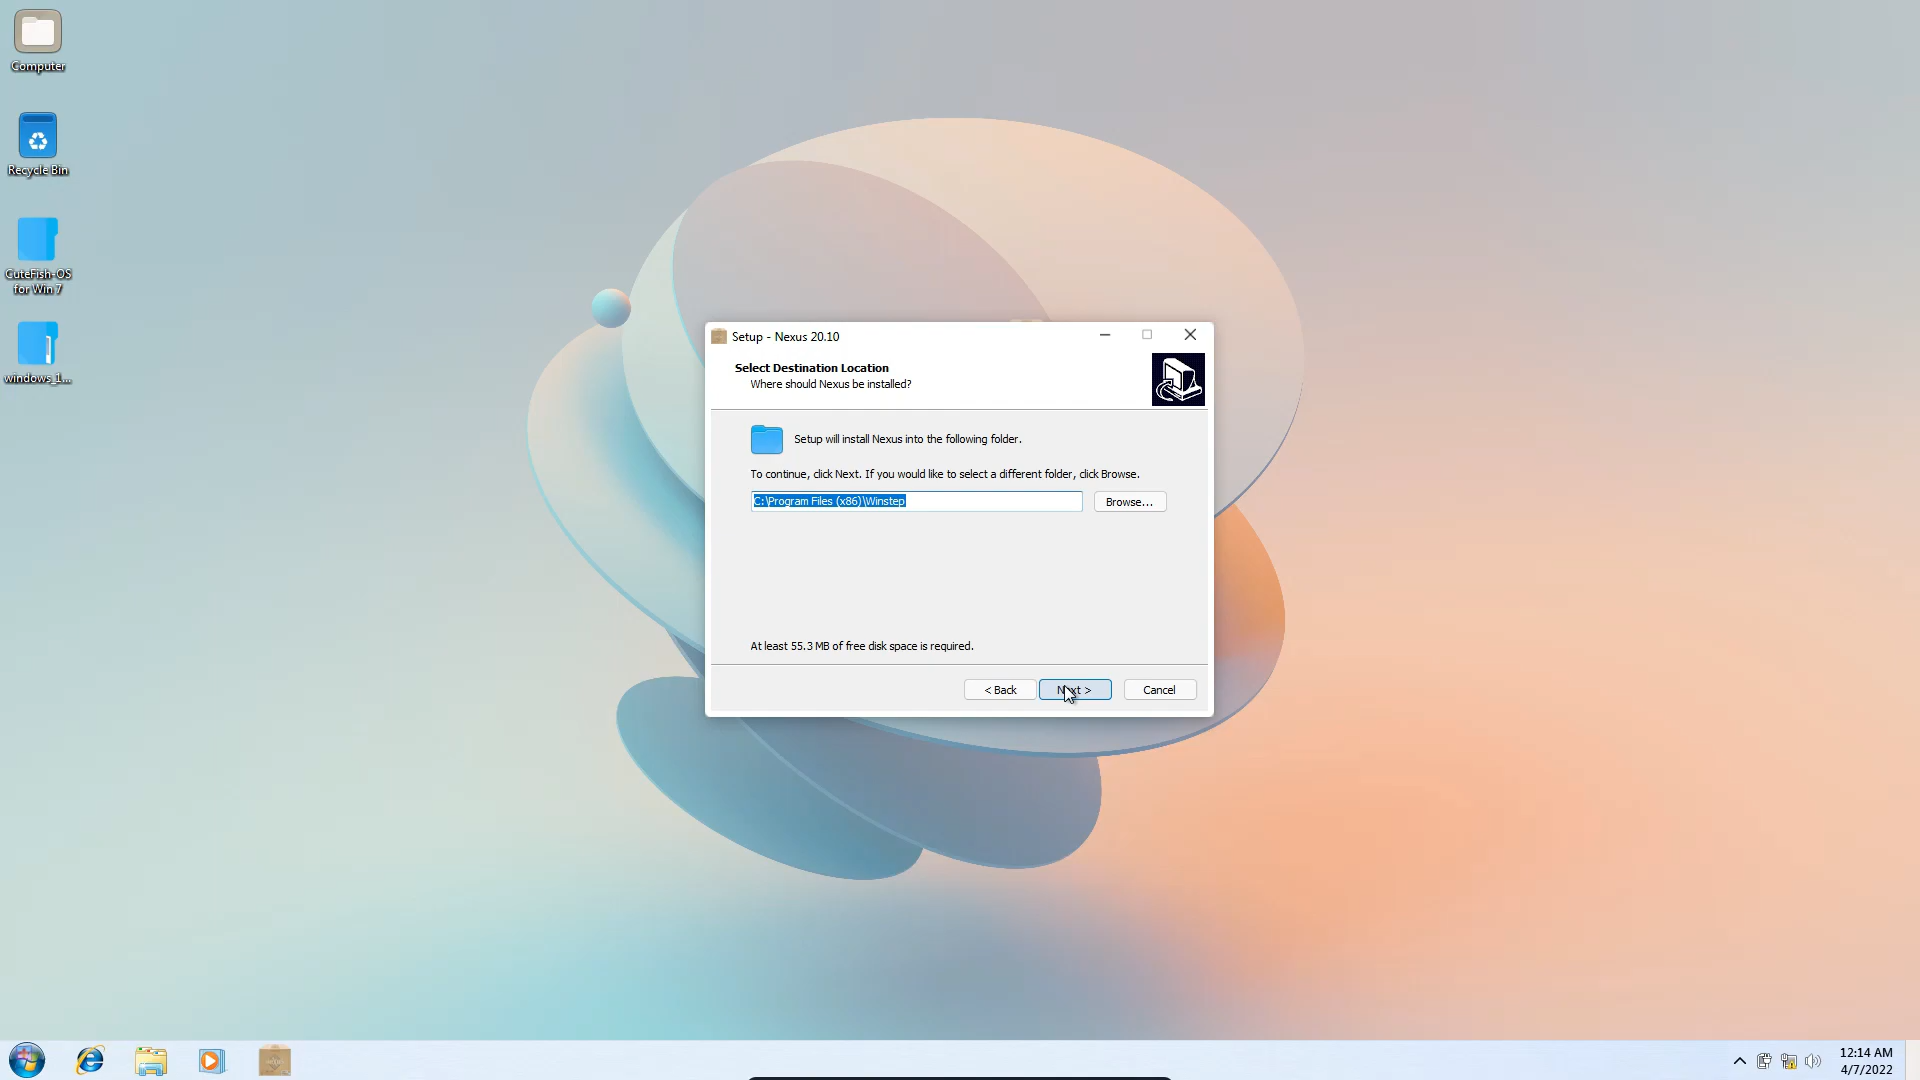 Computer
Recycle Bin
CuteFish-OS
for Win 7
windows_1...
Setup - Nexus 20.10
Select Destination Location
Where should Nexus be installed?
Setup will install Nexus into the following folder.
To continue, click Next. If you would like to select a different folder, click Browse.
C:\Program Files (x86)\Winstep
Browse...
At least 55.3 MB of free disk space is required.
< Back
Next >
Cancel
12:14 AM
4/7/2022